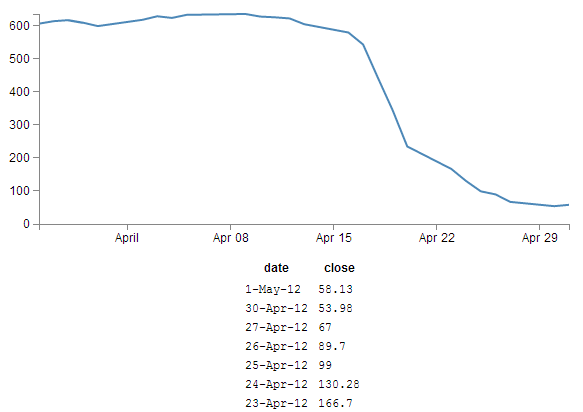 600
500
400
300
200
100
0
April Apr 08 Apr 15 Apr 22 Apr 29
date close
1-May-12 58.13
30-Apr-12 53.98
27-Apr-12 67
26-Apr-12 89.7
25-Apr-12 99
24-Apr-12 130.28
23-Apr-12 166.7